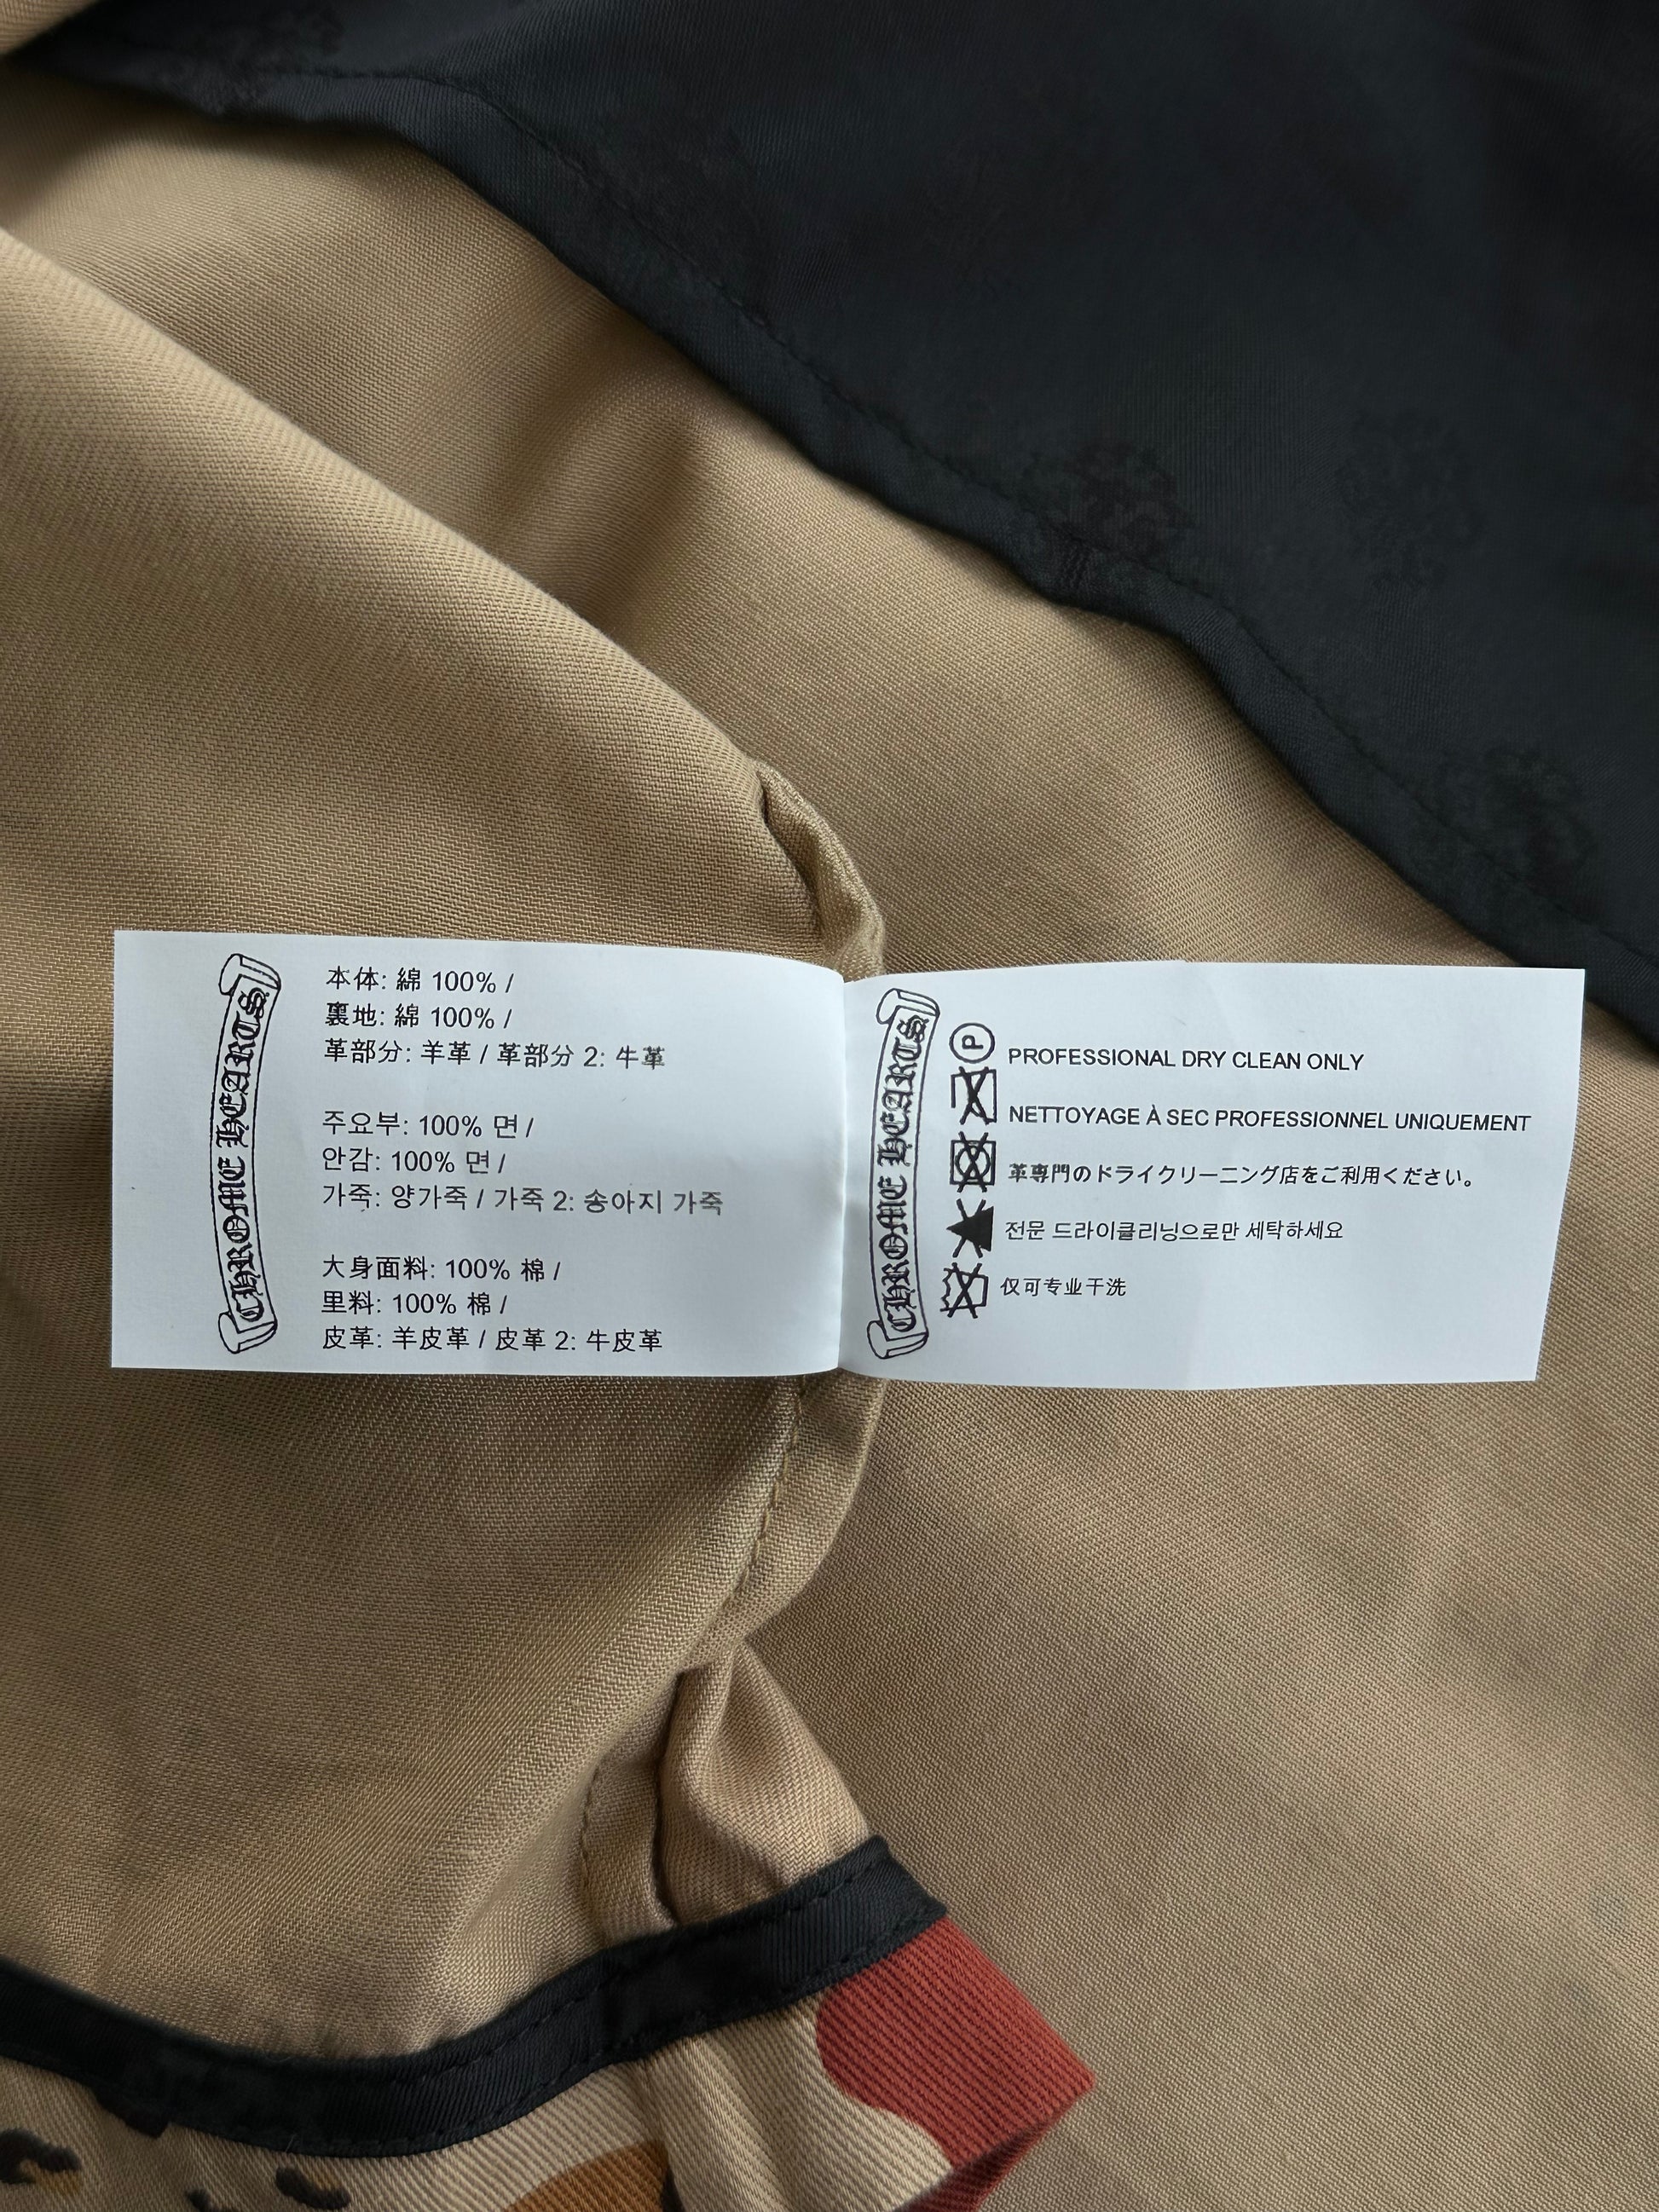 CHROME HEARTS
本体: 綿 100% /
裏地: 綿 100% /
革部分: 羊革 / 革部分 2: 牛革
주요부: 100% 면 /
안감: 100% 면 /
가죽: 양가죽 / 가죽 2: 송아지 가죽
大身面料: 100% 棉 /
里料: 100% 棉 /
皮革: 羊皮革 / 皮革 2: 牛皮革
CHROME HEARTS
P
PROFESSIONAL DRY CLEAN ONLY
NETTOYAGE À SEC PROFESSIONNEL UNIQUEMENT
革専門のドライクリーニング店をご利用ください。
전문 드라이클리닝으로만 세탁하세요
仅可专业干洗